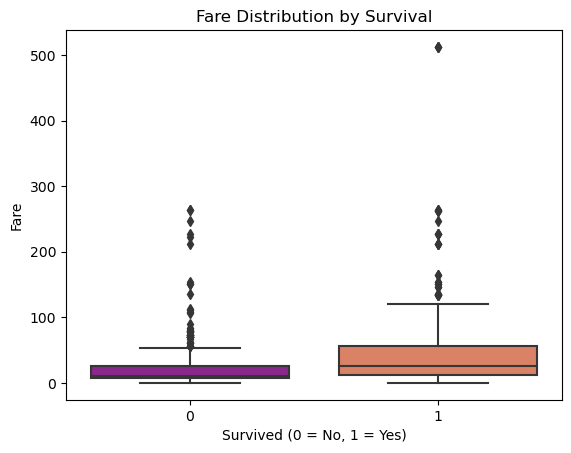 Fare Distribution by Survival
500
400
300
200
100
0
Fare
0 1
Survived (0 = No, 1 = Yes)